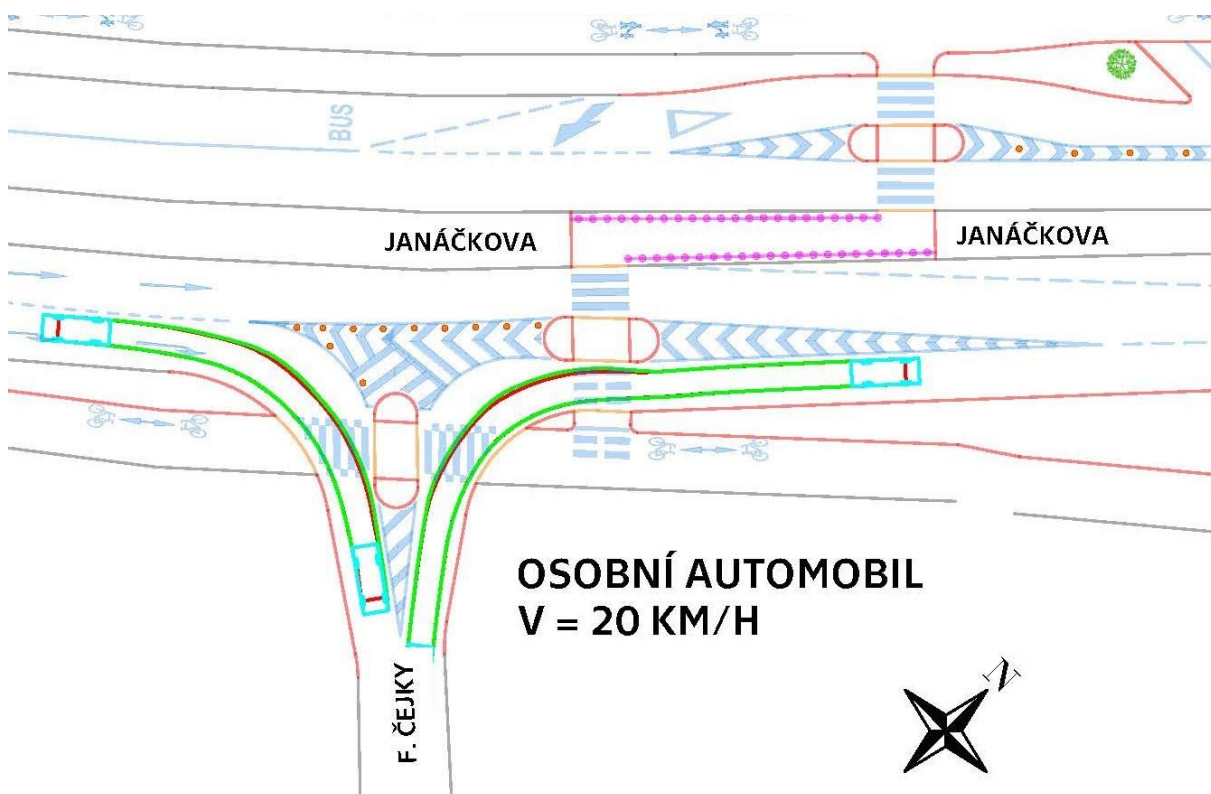 BUS
JANÁČKOVA
JANÁČKOVA
OSOBNÍ AUTOMOBIL
V = 20 KM/H
F. ČEJKY
N